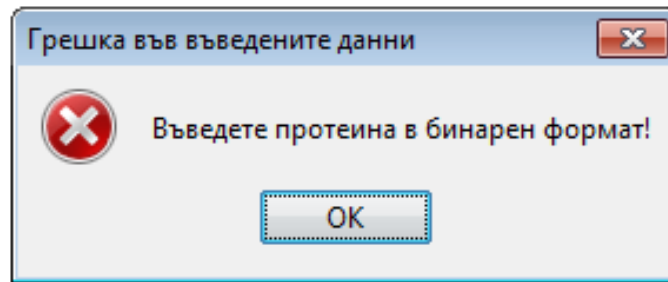 Грешка във въведените данни
Въведете протеина в бинарен формат!
OK